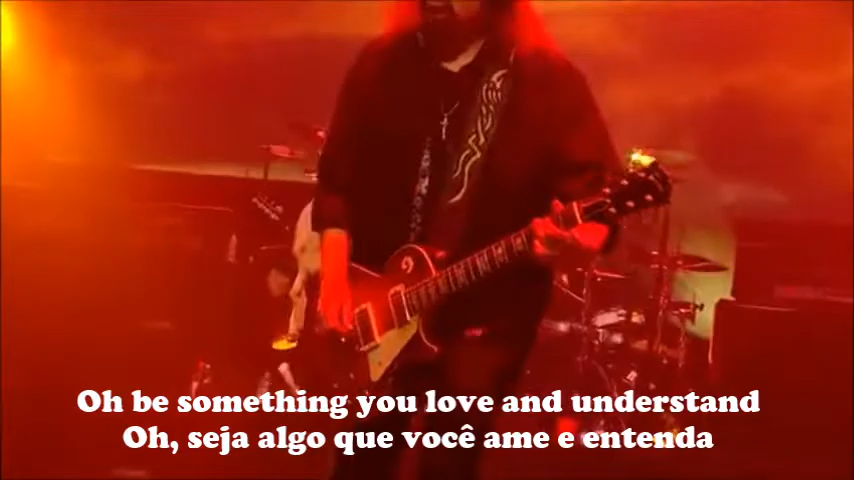 Oh be something you love and understand
Oh, seja algo que você ame e entenda